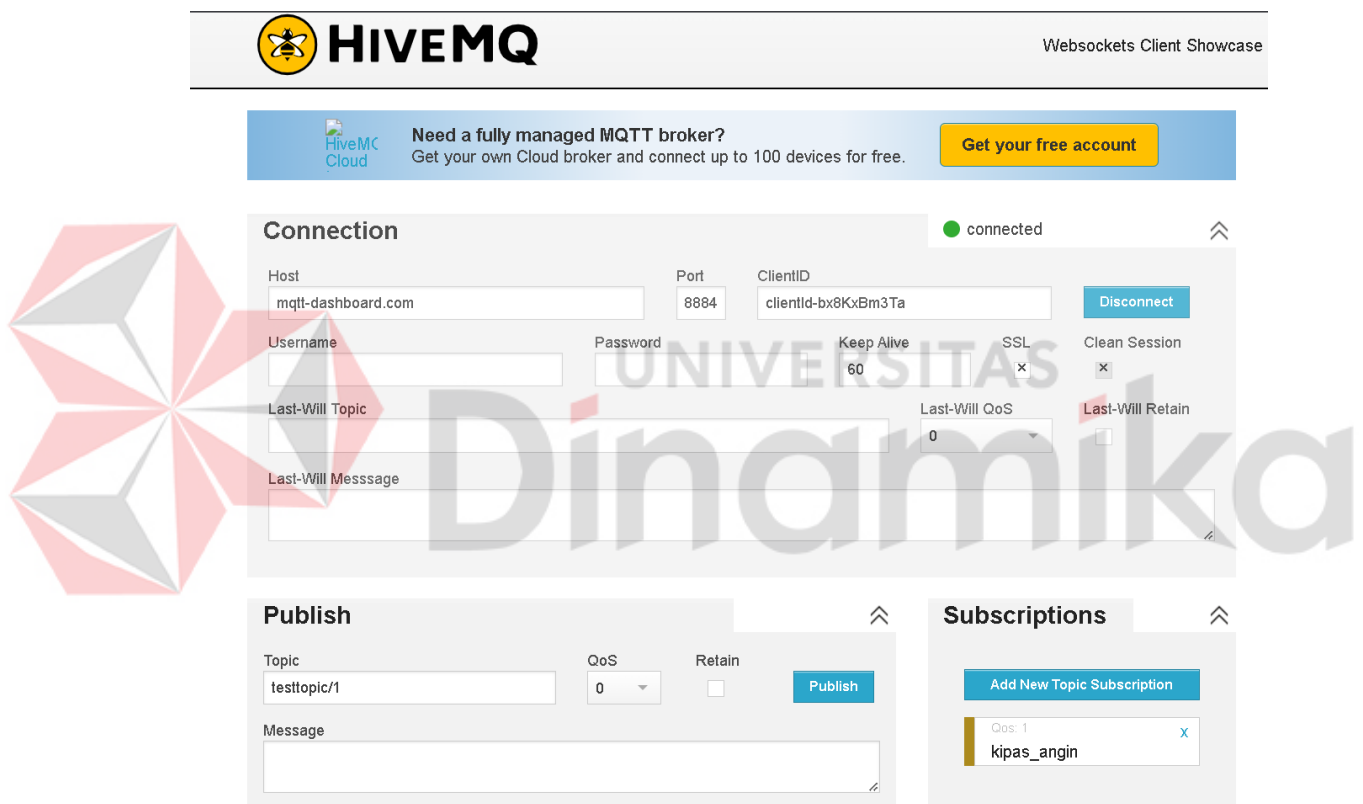 HIVEMQ
Websockets Client Showcase
HiveMC
Cloud
Need a fully managed MQTT broker?
Get your own Cloud broker and connect up to 100 devices for free.
Get your free account
Connection
connected
Host
Port
ClientID
mqtt-dashboard.com
8884
clientId-bx8KxBm3Ta
Disconnect
Username
Password
Keep Alive
SSL
Clean Session
60
UNIVERSITAS
Dinamika
Last-Will Topic
Last-Will QoS
Last-Will Retain
0
Last-Will Messsage
Publish
Topic
QoS
Retain
testtopic/1
0
Publish
Message
Subscriptions
Add New Topic Subscription
Qos: 1
X
kipas_angin